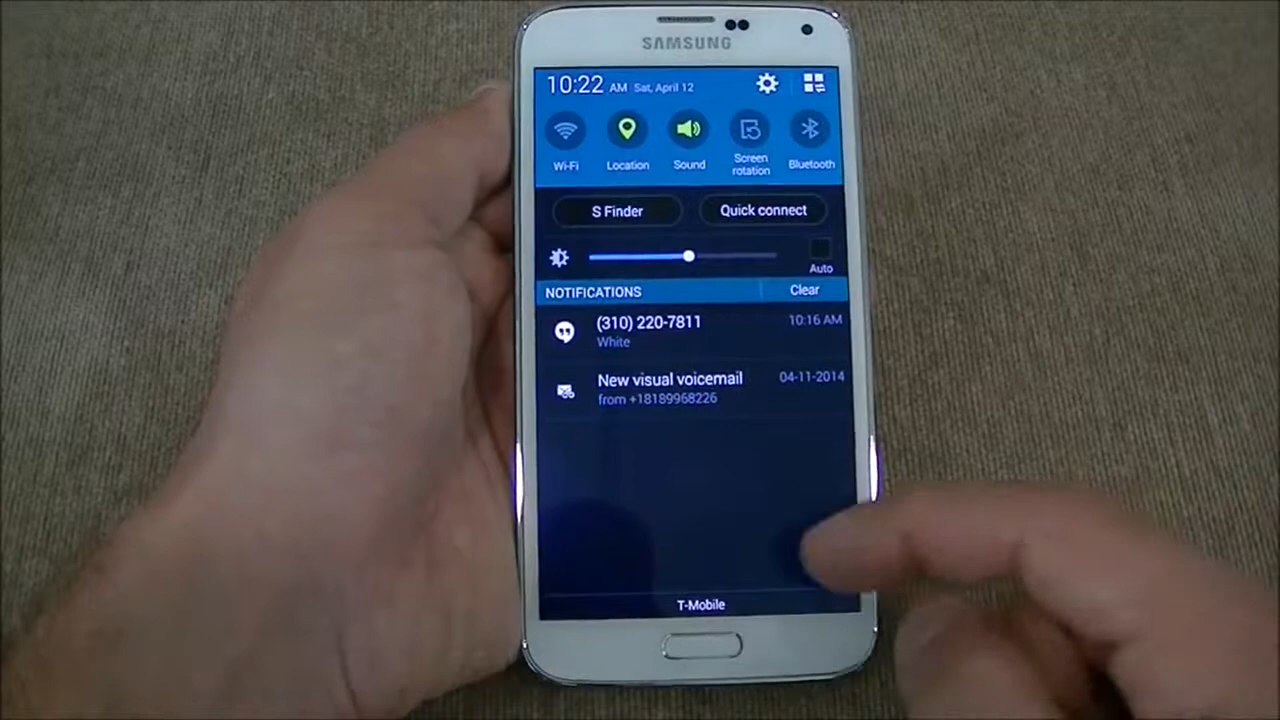 SAMSUNG
10:22 AM Sat, April 12
Wi-Fi
Location
Sound
Screen
rotation
Bluetooth
S Finder
Quick connect
Auto
NOTIFICATIONS
Clear
(310) 220-7811
10:16 AM
White
New visual voicemail
04-11-2014
from +18189968226
T-Mobile